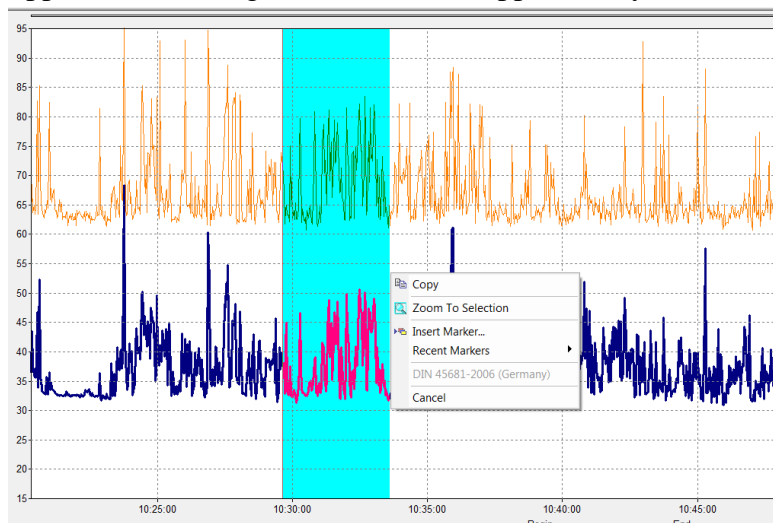 95
90
85
80
75
70
65
60
55
50
45
40
35
30
25
20
15
Copy
Zoom To Selection
Insert Marker...
Recent Markers
DIN 45681-2006 (Germany)
Cancel
10:25:00 10:30:00 10:35:00 10:40:00 10:45:00